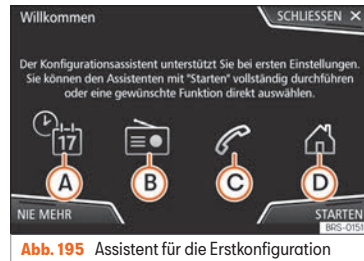 Willkommen
SCHLIESSEN ×
Der Konfigurationsassistent unterstützt Sie bei ersten Einstellungen.
Sie können den Assistenten mit "Starten" vollständig durchführen
oder eine gewünschte Funktion direkt auswählen.
17
A B C D
NIE MEHR
STARTEN
BRS-0151
Abb. 195 Assistent für die Erstkonfiguration